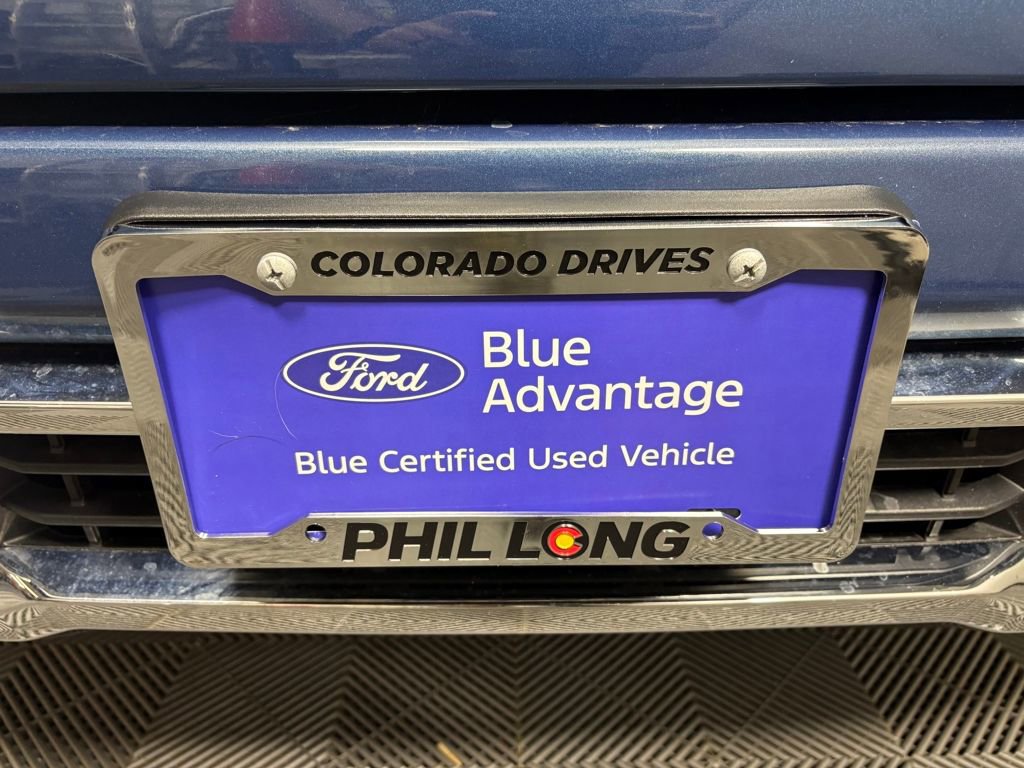 COLORADO DRIVES
Ford
Blue
Advantage
Blue Certified Used Vehicle
PHIL LONG